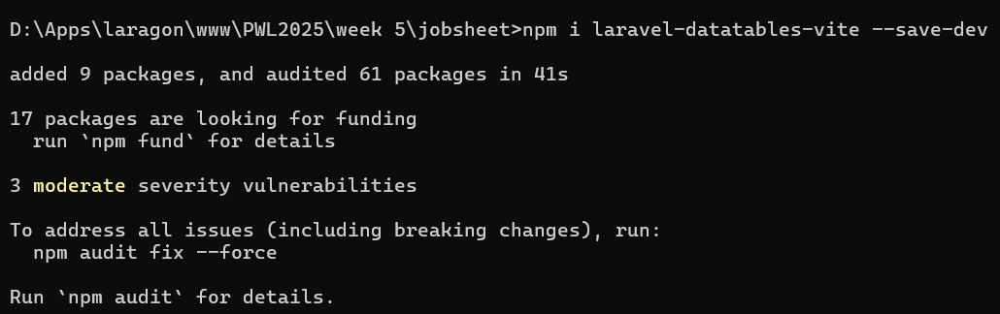 D:\Apps\laragon\www\PWL2025\week 5\jobsheet>npm i laravel-datatables-vite --save-dev
added 9 packages, and audited 61 packages in 41s
17 packages are looking for funding
  run `npm fund` for details
3 moderate severity vulnerabilities
To address all issues (including breaking changes), run:
  npm audit fix --force
Run `npm audit` for details.